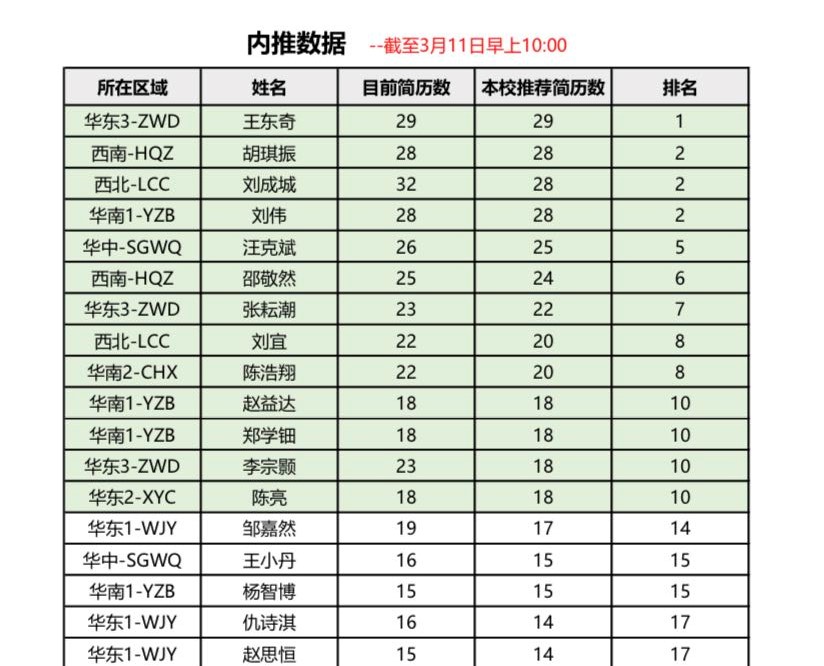 内推数据 --截至3月11日早上10:00
所在区域 姓名 目前简历数 本校推荐简历数 排名
华东3-ZWD 王东奇 29 29 1
西南-HQZ 胡琪振 28 28 2
西北-LCC 刘成城 32 28 2
华南1-YZB 刘伟 28 28 2
华中-SGWQ 汪克斌 26 25 5
西南-HQZ 邵敬然 25 24 6
华东3-ZWD 张耘潮 23 22 7
西北-LCC 刘宜 22 20 8
华南2-CHX 陈浩翔 22 20 8
华南1-YZB 赵益达 18 18 10
华南1-YZB 郑学钿 18 18 10
华东3-ZWD 李宗颢 23 18 10
华东2-XYC 陈亮 18 18 10
华东1-WJY 邹嘉然 19 17 14
华中-SGWQ 王小丹 16 15 15
华南1-YZB 杨智博 15 15 15
华东1-WJY 仇诗淇 16 14 17
华东1-WJY 赵思恒 15 14 17